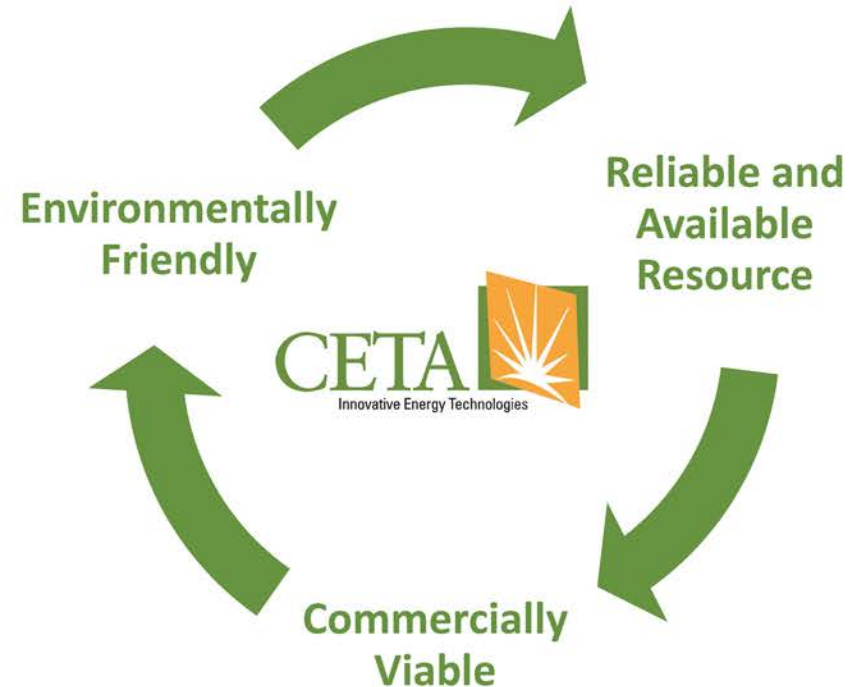 Environmentally
Friendly
Reliable and
Available
Resource
CETA
Innovative Energy Technologies
Commercially
Viable